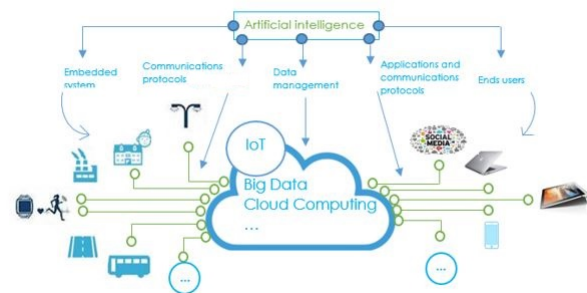 Artificial intelligence
Embedded
system
Communications
protocols
Data
management
Applications and
communications
protocols
Ends users
SOCIAL
MEDIA
IoT
Big Data
Cloud Computing
...
...
...